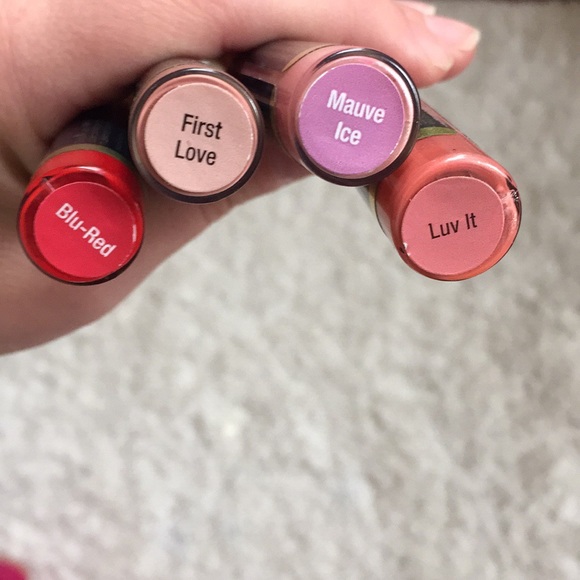 Blu-Red
First
Love
Mauve
Ice
Luv It